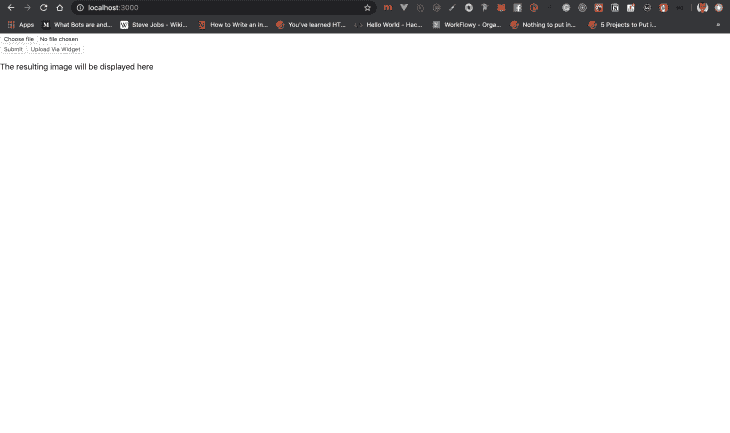 localhost:3000
Apps What Bots are and... Steve Jobs - Wiki... How to Write an in... You've learned HT... Hello World - Hac... WorkFlowy - Orga... Nothing to put in... 5 Projects to Put i... »
Choose file No file chosen
Submit Upload Via Widget
The resulting image will be displayed here